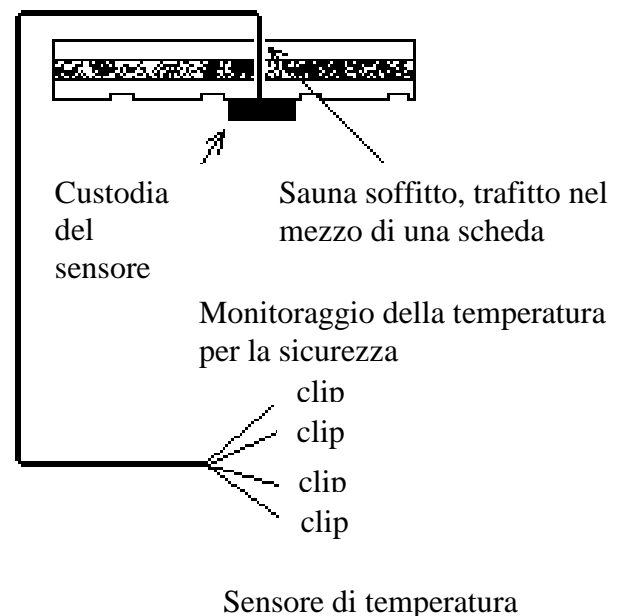 Custodia
del
sensore
Sauna soffitto, trafitto nel
mezzo di una scheda
Monitoraggio della temperatura
per la sicurezza
clip
clip
clip
clip
Sensore di temperatura